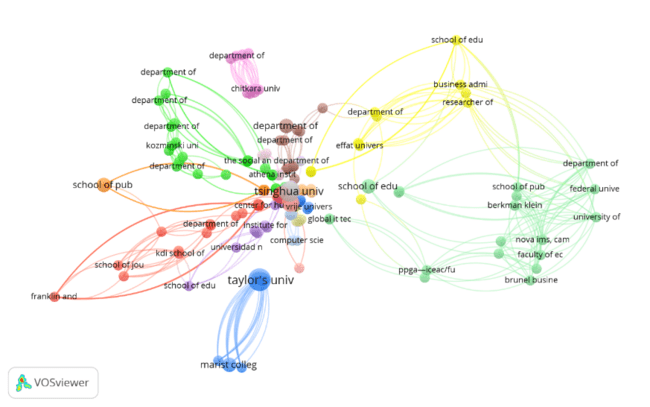 school of edu
department of
department of
business admi
chitkara univ
department of
researcher of
department of
department of
department of
kozminski uni
department of
effat univers
the social an department of
department of
department of
athena instit
school of pub
tsinghua univ
school of edu
school of pub
federal unive
center for hu
vrije univers
berkman klein
department of
institute for
global it tec
university of
computer scie
nova ims, cam
universidad n
kdi school of
faculty of ec
school of jou
ppga—iceac/fu
taylor's univ
brunel busine
school of edu
franklin and
marist colleg
VOSviewer